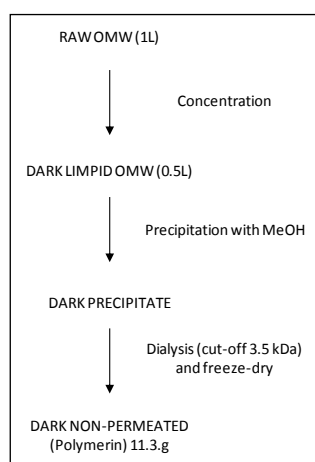 RAW OMW (1L)
Concentration
DARK LIMPID OMW (0.5L)
Precipitation with MeOH
DARK PRECIPITATE
Dialysis (cut-off 3.5 kDa)
and freeze-dry
DARK NON-PERMEATED
(Polymerin) 11.3.g